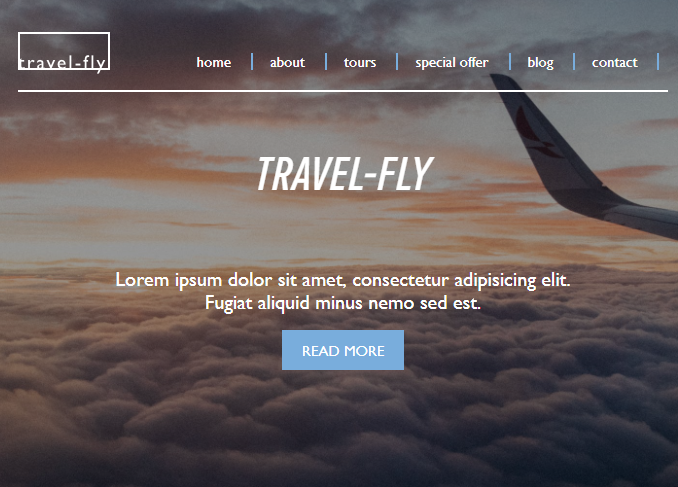 travel-fly
home
about
tours
special offer
blog
contact
TRAVEL-FLY
Lorem ipsum dolor sit amet, consectetur adipisicing elit.
Fugiat aliquid minus nemo sed est.
READ MORE